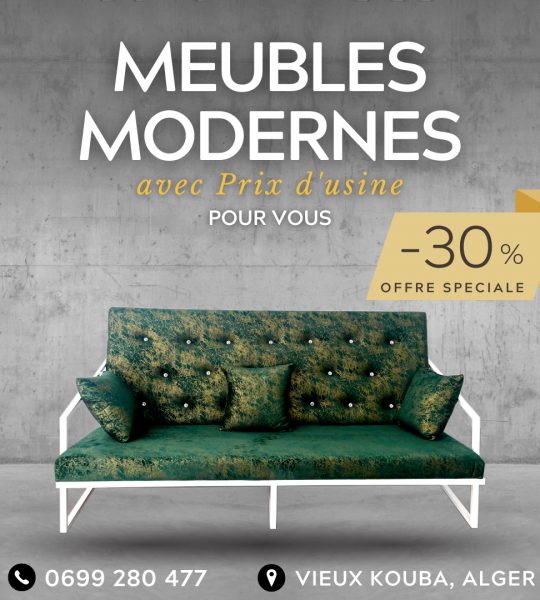 MEUBLES
MODERNES
avec Prix d'usine
POUR VOUS
-30%
OFFRE SPECIALE
0699 280 477
VIEUX KOUBA, ALGER